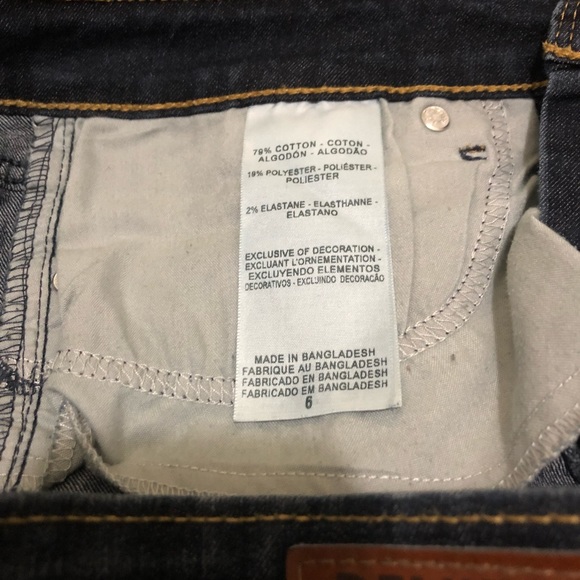 79% COTTON - COTON -
ALGODÓN - ALGODÃO
19% POLYESTER - POLIÉSTER -
POLIESTER
2% ELASTANE - ELASTHANNE -
ELASTANO
EXCLUSIVE OF DECORATION -
EXCLUANT L'ORNEMENTATION -
EXCLUYENDO ELEMENTOS
DECORATIVOS - EXCLUINDO DECORAÇÃO
MADE IN BANGLADESH
FABRIQUE AU BANGLADESH
FABRICADO EN BANGLADESH
FABRICADO EM BANGLADESH
6